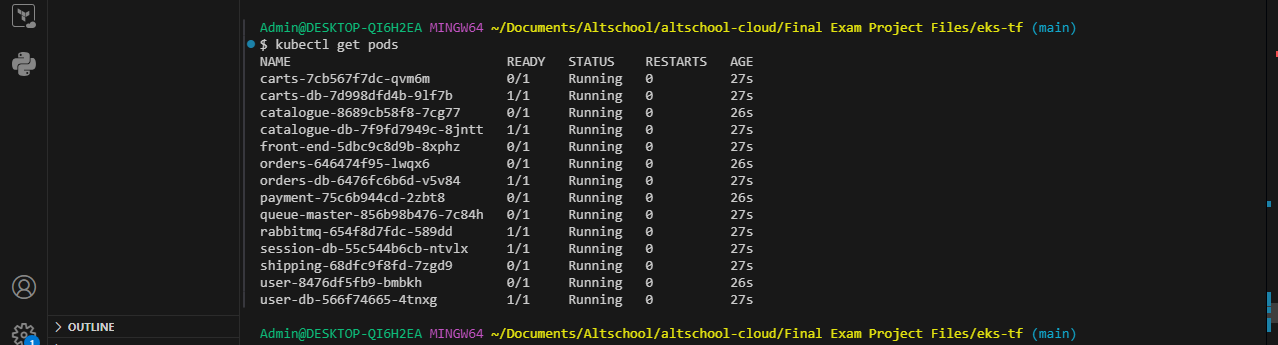 Admin@DESKTOP-QI6H2EA MINGW64 ~/Documents/Altschool/altschool-cloud/Final Exam Project Files/eks-tf (main)
$ kubectl get pods
NAME READY STATUS RESTARTS AGE
carts-7cb567f7dc-qvm6m 0/1 Running 0 27s
carts-db-7d998dfd4b-9lf7b 1/1 Running 0 27s
catalogue-8689cb58f8-7cg77 0/1 Running 0 26s
catalogue-db-7f9fd7949c-8jntt 1/1 Running 0 27s
front-end-5dbc9c8d9b-8xphz 0/1 Running 0 27s
orders-646474f95-lwqx6 0/1 Running 0 26s
orders-db-6476fc6b6d-v5v84 1/1 Running 0 27s
payment-75c6b944cd-2zbt8 0/1 Running 0 26s
queue-master-856b98b476-7c84h 0/1 Running 0 27s
rabbitmq-654f8d7fdc-589dd 1/1 Running 0 27s
session-db-55c544b6cb-ntvlx 1/1 Running 0 27s
shipping-68dfc9f8fd-7zgd9 0/1 Running 0 27s
user-8476df5fb9-bmbkh 0/1 Running 0 26s
user-db-566f74665-4tnxg 1/1 Running 0 27s
OUTLINE
Admin@DESKTOP-QI6H2EA MINGW64 ~/Documents/Altschool/altschool-cloud/Final Exam Project Files/eks-tf (main)
1